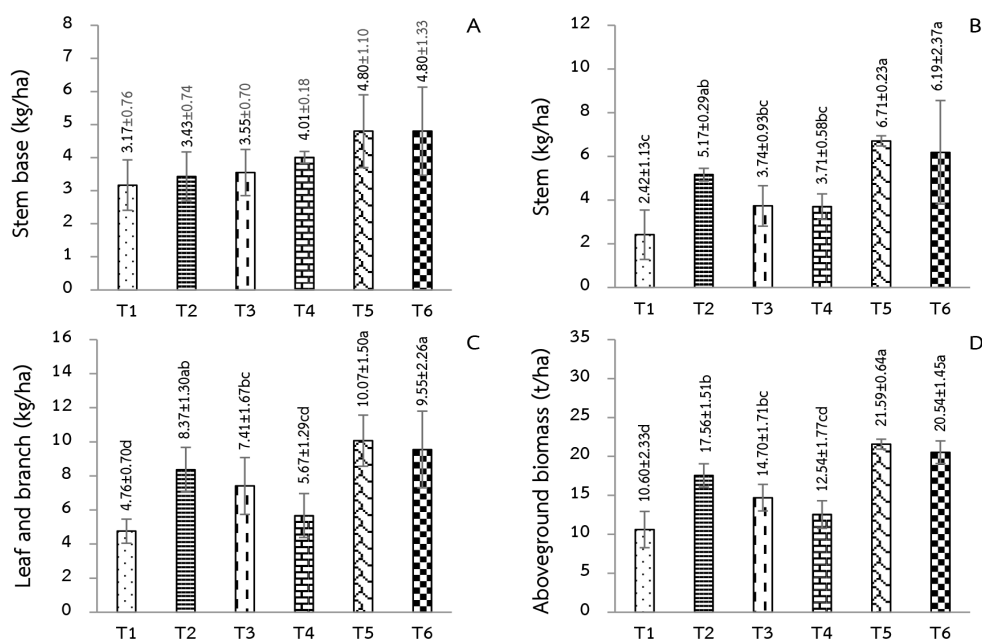 A
Stem base (kg/ha)
8
7
6
5
4
3
2
1
0
3.17±0.76
3.43±0.74
3.55±0.70
4.01±0.18
4.80±1.10
4.80±1.33
T1 T2 T3 T4 T5 T6
B
Stem (kg/ha)
12
10
8
6
4
2
0
2.42±1.13c
5.17±0.29ab
3.74±0.93bc
3.71±0.58bc
6.71±0.23a
6.19±2.37a
T1 T2 T3 T4 T5 T6
C
Leaf and branch (kg/ha)
16
14
12
10
8
6
4
2
0
4.76±0.70d
8.37±1.30ab
7.41±1.67bc
5.67±1.29cd
10.07±1.50a
9.55±2.26a
T1 T2 T3 T4 T5 T6
D
Aboveground biomass (t/ha)
35
30
25
20
15
10
5
0
10.60±2.33d
17.56±1.51b
14.70±1.71bc
12.54±1.77cd
21.59±0.64a
20.54±1.45a
T1 T2 T3 T4 T5 T6